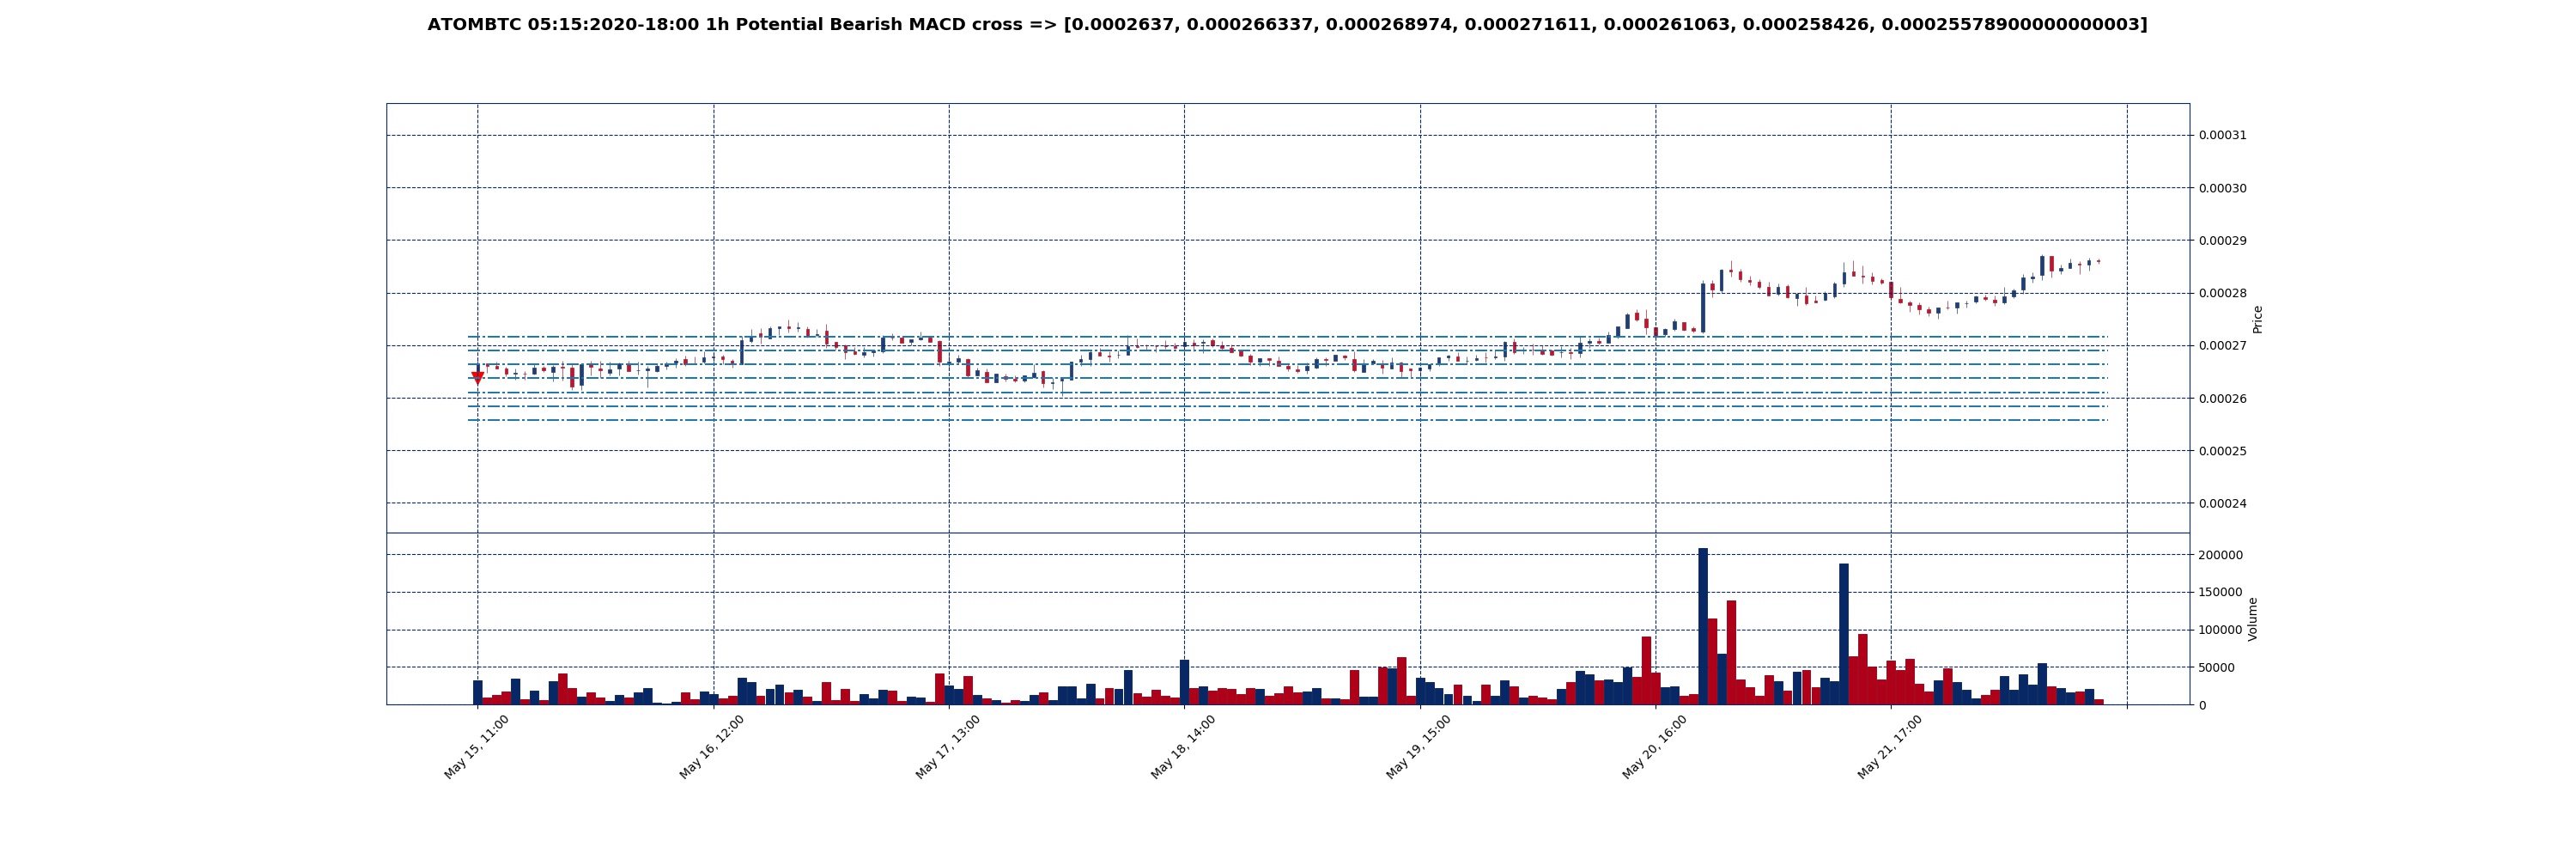 ATOMBTC 05:15:2020-18:00 1h Potential Bearish MACD cross => [0.0002637, 0.000266337, 0.000268974, 0.000271611, 0.000261063, 0.000258426, 0.00025578900000000003]
0.00031
0.00030
0.00029
0.00028
0.00027
0.00026
0.00025
0.00024
Price
200000
150000
100000
50000
0
Volume
May 15, 11:00
May 16, 12:00
May 17, 13:00
May 18, 14:00
May 19, 15:00
May 20, 16:00
May 21, 17:00